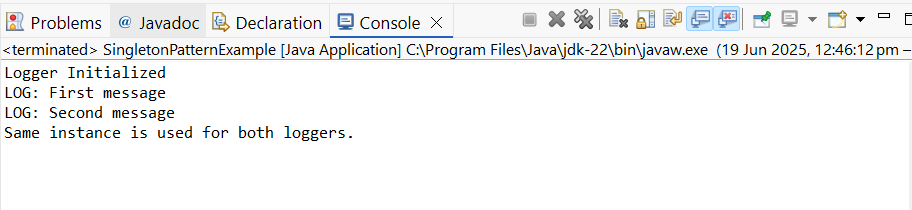 Problems @ Javadoc Declaration Console
<terminated> SingletonPatternExample [Java Application] C:\Program Files\Java\jdk-22\bin\javaw.exe (19 Jun 2025, 12:46:12 pm –
Logger Initialized
LOG: First message
LOG: Second message
Same instance is used for both loggers.